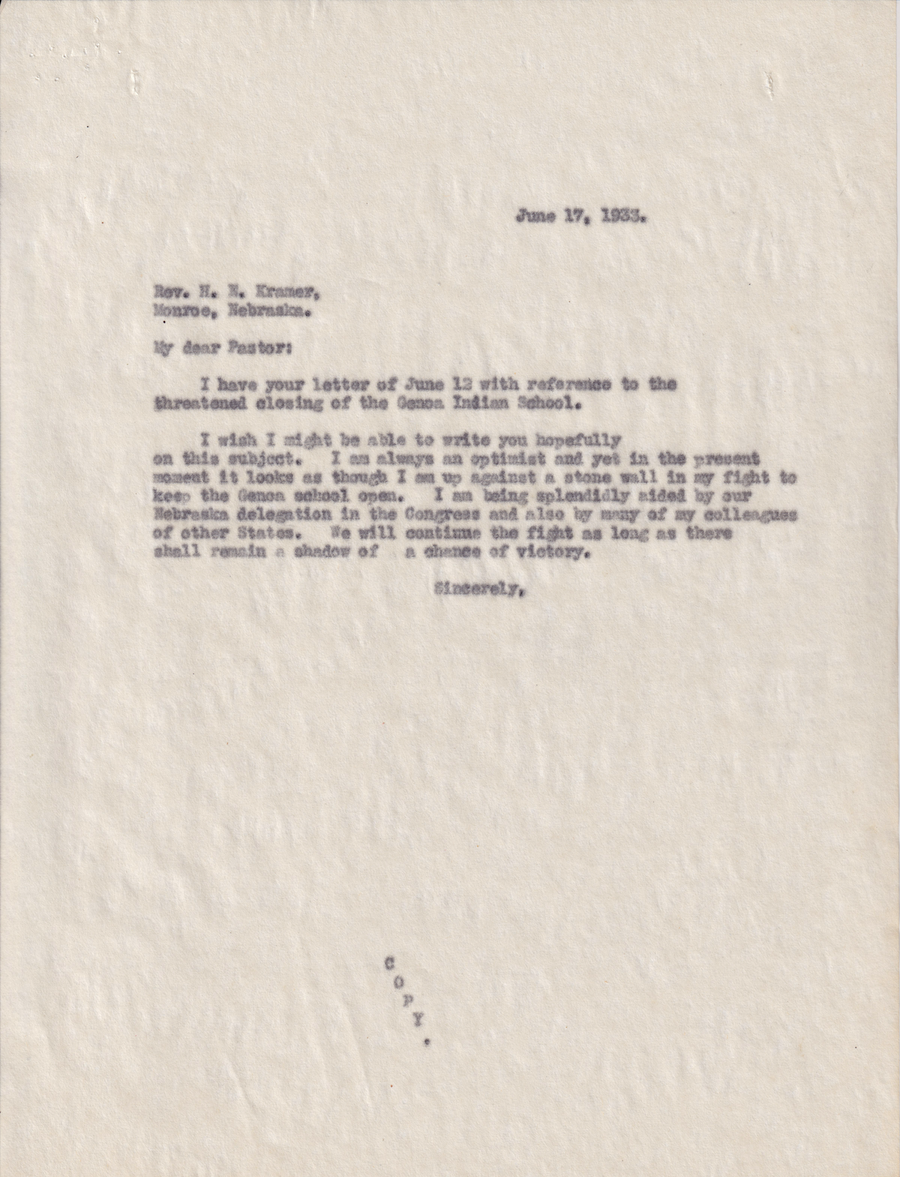 June 17, 1933.
Rev. H. N. Kramer,
Monroe, Nebraska.
My dear Pastor:
I have your letter of June 12 with reference to the
threatened closing of the Genoa Indian School.
I wish I might be able to write you hopefully
on this subject. I am always an optimist and yet in the present
moment it looks as though I am up against a stone wall in my fight to
keep the Genoa school open. I am being splendidly aided by our
Nebraska delegation in the Congress and also by many of my colleagues
of other States. We will continue the fight as long as there
shall remain a shadow of a chance of victory.
Sincerely,
C
O
P
Y
.